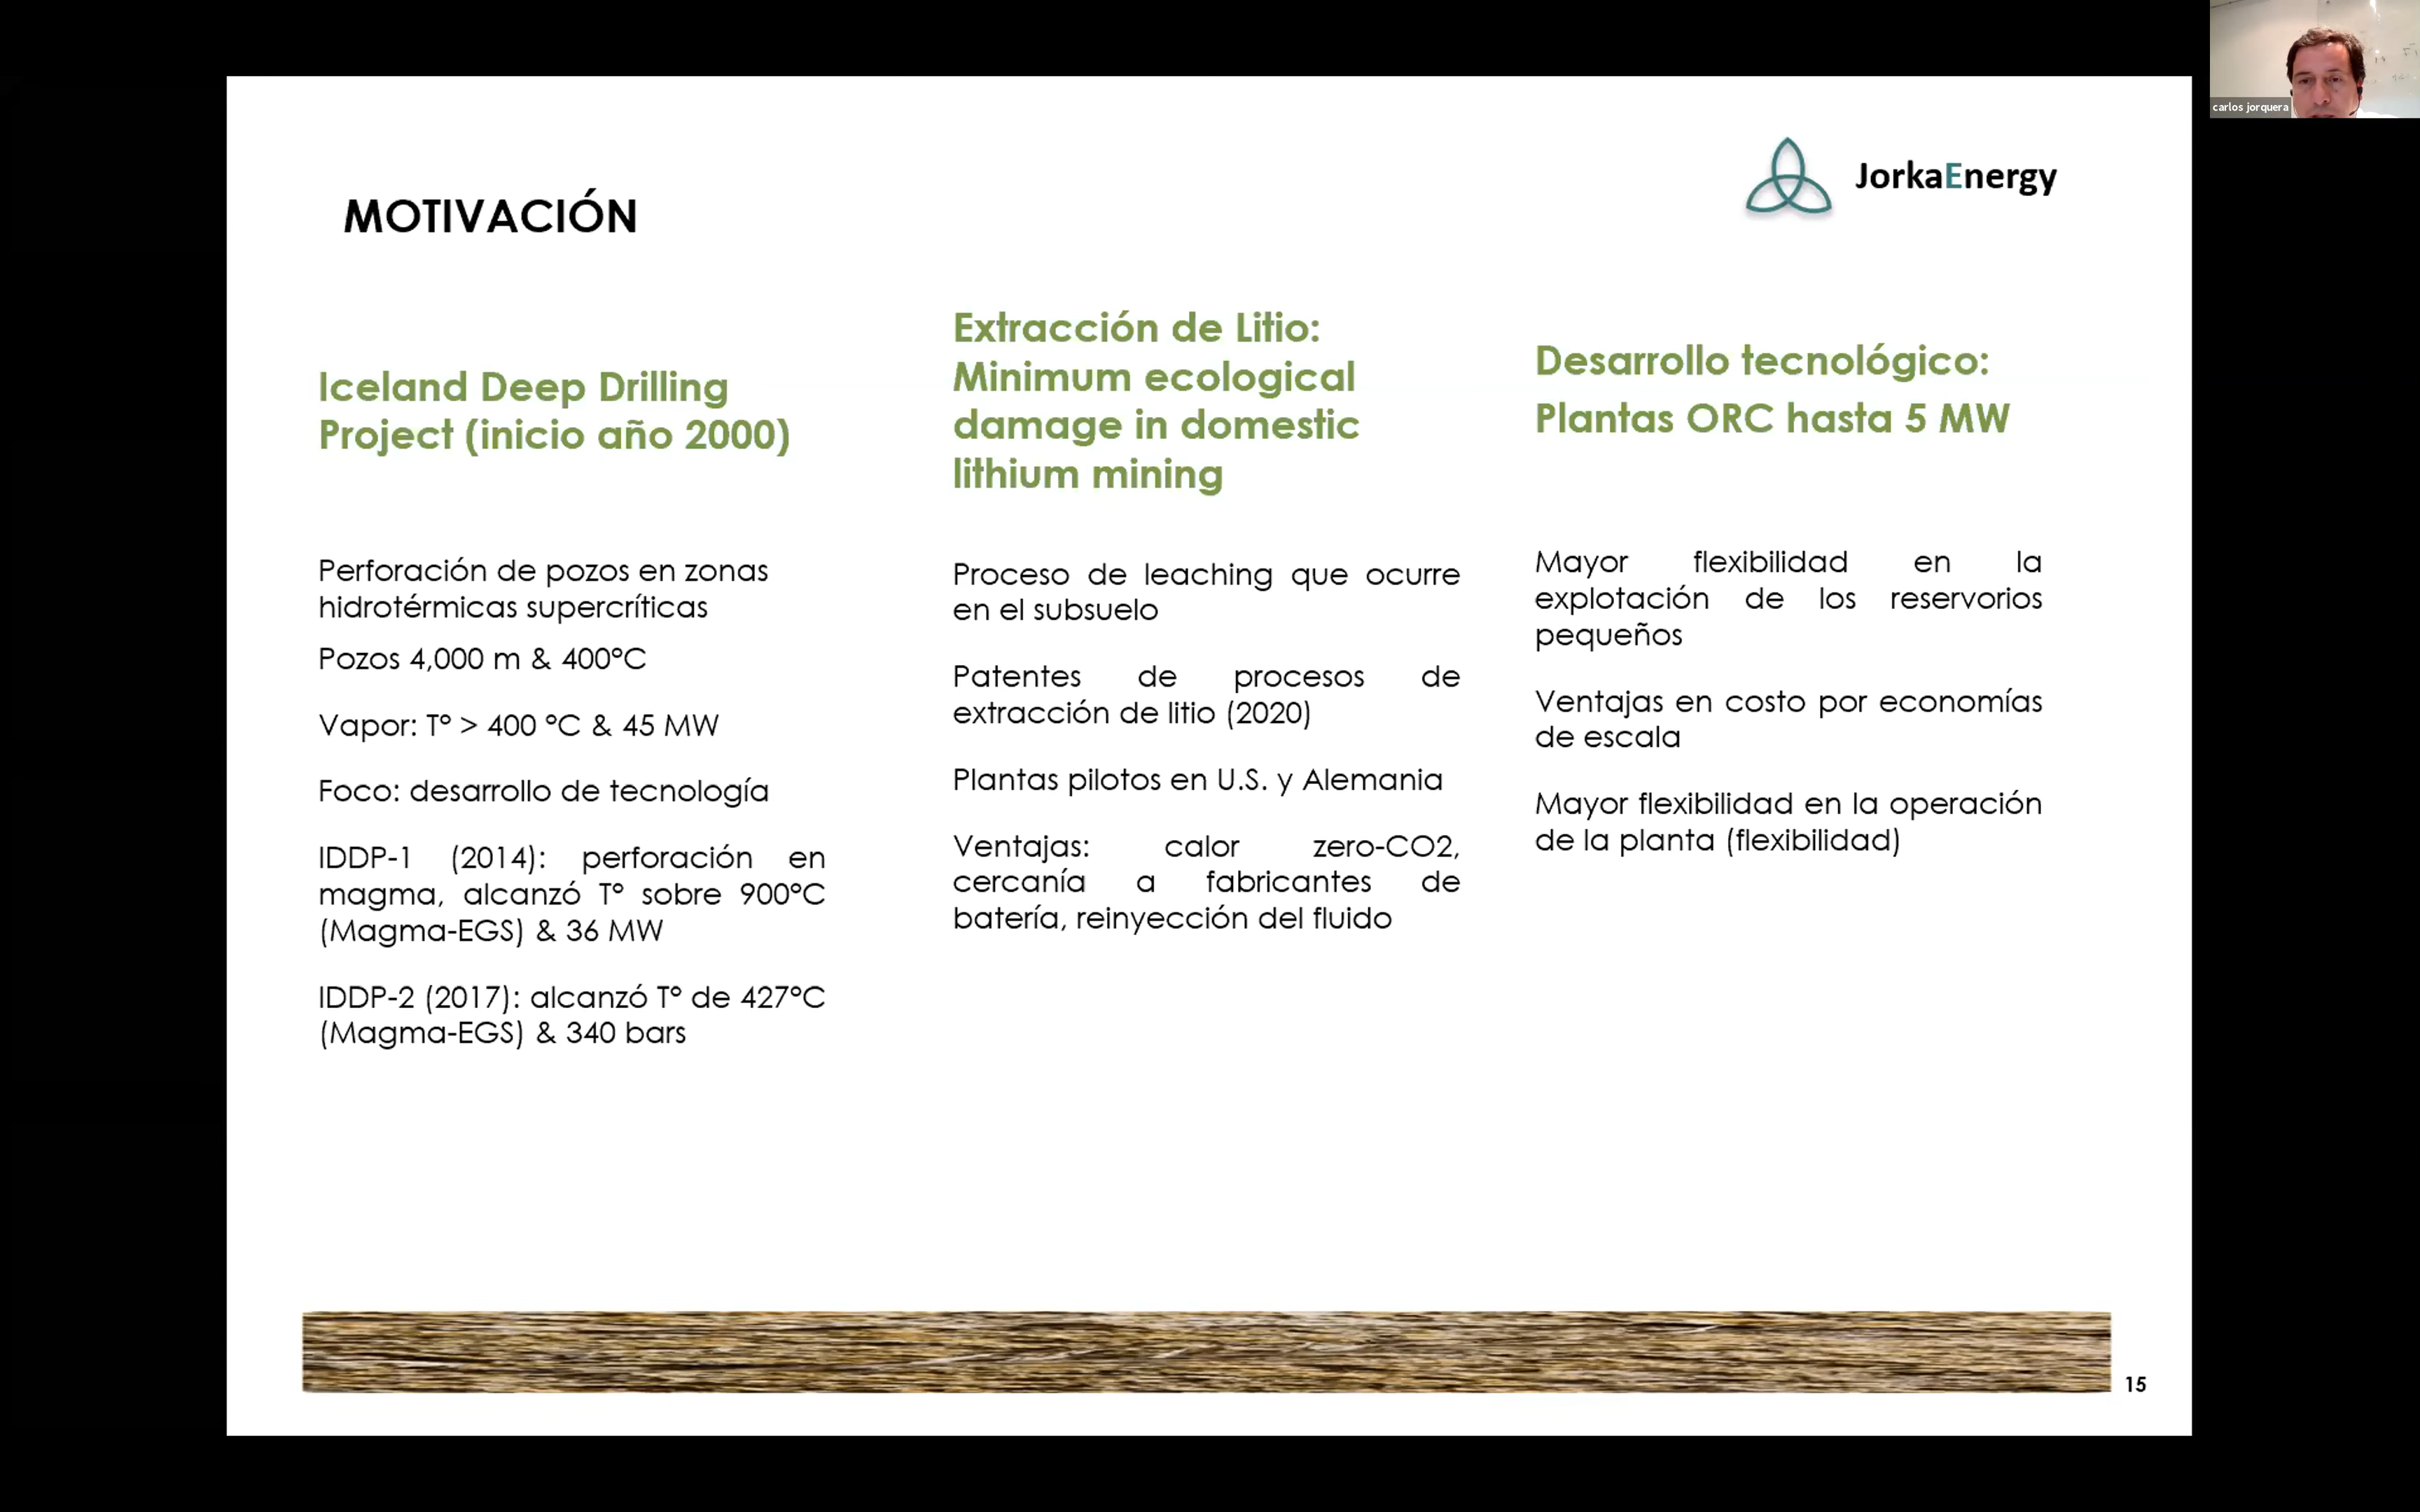 carlos jorquera
JorkaEnergy
MOTIVACIÓN
Iceland Deep Drilling
Project (inicio año 2000)
Perforación de pozos en zonas
hidrotérmicas supercríticas
Pozos 4,000 m & 400°C
Vapor: T° > 400 °C & 45 MW
Foco: desarrollo de tecnología
IDDP-1 (2014): perforación en
magma, alcanzó T° sobre 900°C
(Magma-EGS) & 36 MW
IDDP-2 (2017): alcanzó T° de 427°C
(Magma-EGS) & 340 bars
Extracción de Litio:
Minimum ecological
damage in domestic
lithium mining
Proceso de leaching que ocurre
en el subsuelo
Patentes de procesos de
extracción de litio (2020)
Plantas pilotos en U.S. y Alemania
Ventajas: calor zero-CO2,
cercanía a fabricantes de
batería, reinyección del fluido
Desarrollo tecnológico:
Plantas ORC hasta 5 MW
Mayor flexibilidad en la
explotación de los reservorios
pequeños
Ventajas en costo por economías
de escala
Mayor flexibilidad en la operación
de la planta (flexibilidad)
15